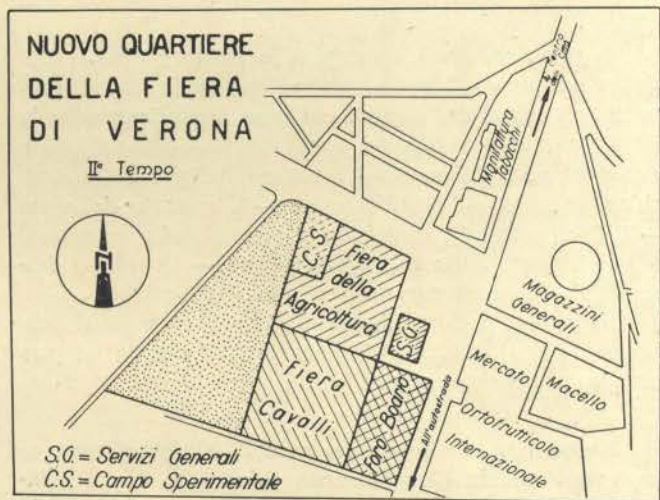 NUOVO QUARTIERE
DELLA FIERA
DI VERONA
IIº Tempo
N
Manifattura
Tabacchi
C.S.
Fiera
della
Agricoltura
S.G.
Magazzini
Generali
Fiera
Cavalli
Foro Boario
All'autostrada
Mercato
Macello
Ortofrutticolo
Internazionale
S.G. = Servizi Generali
C.S. = Campo Sperimentale